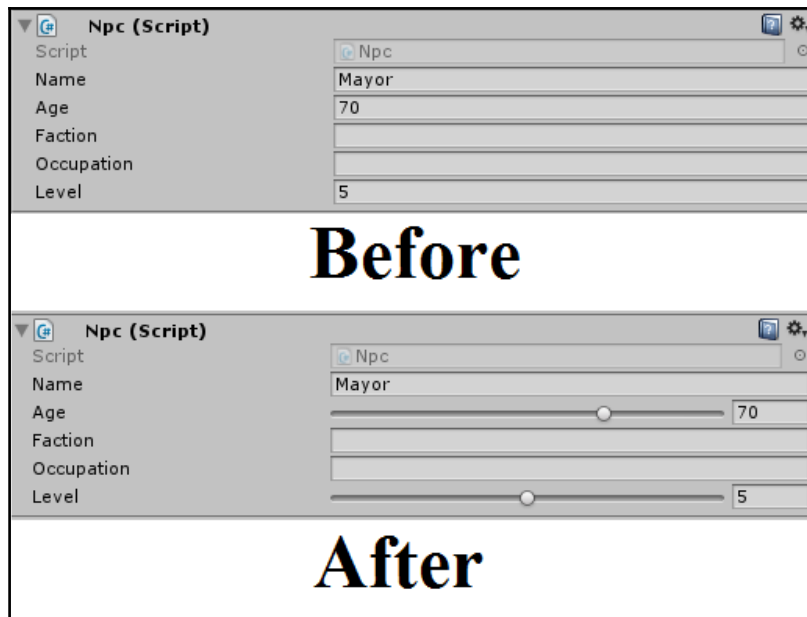 Npc (Script)
Script Npc
Name Mayor
Age 70
Faction
Occupation
Level 5
Before
Npc (Script)
Script Npc
Name Mayor
Age 70
Faction
Occupation
Level 5
After